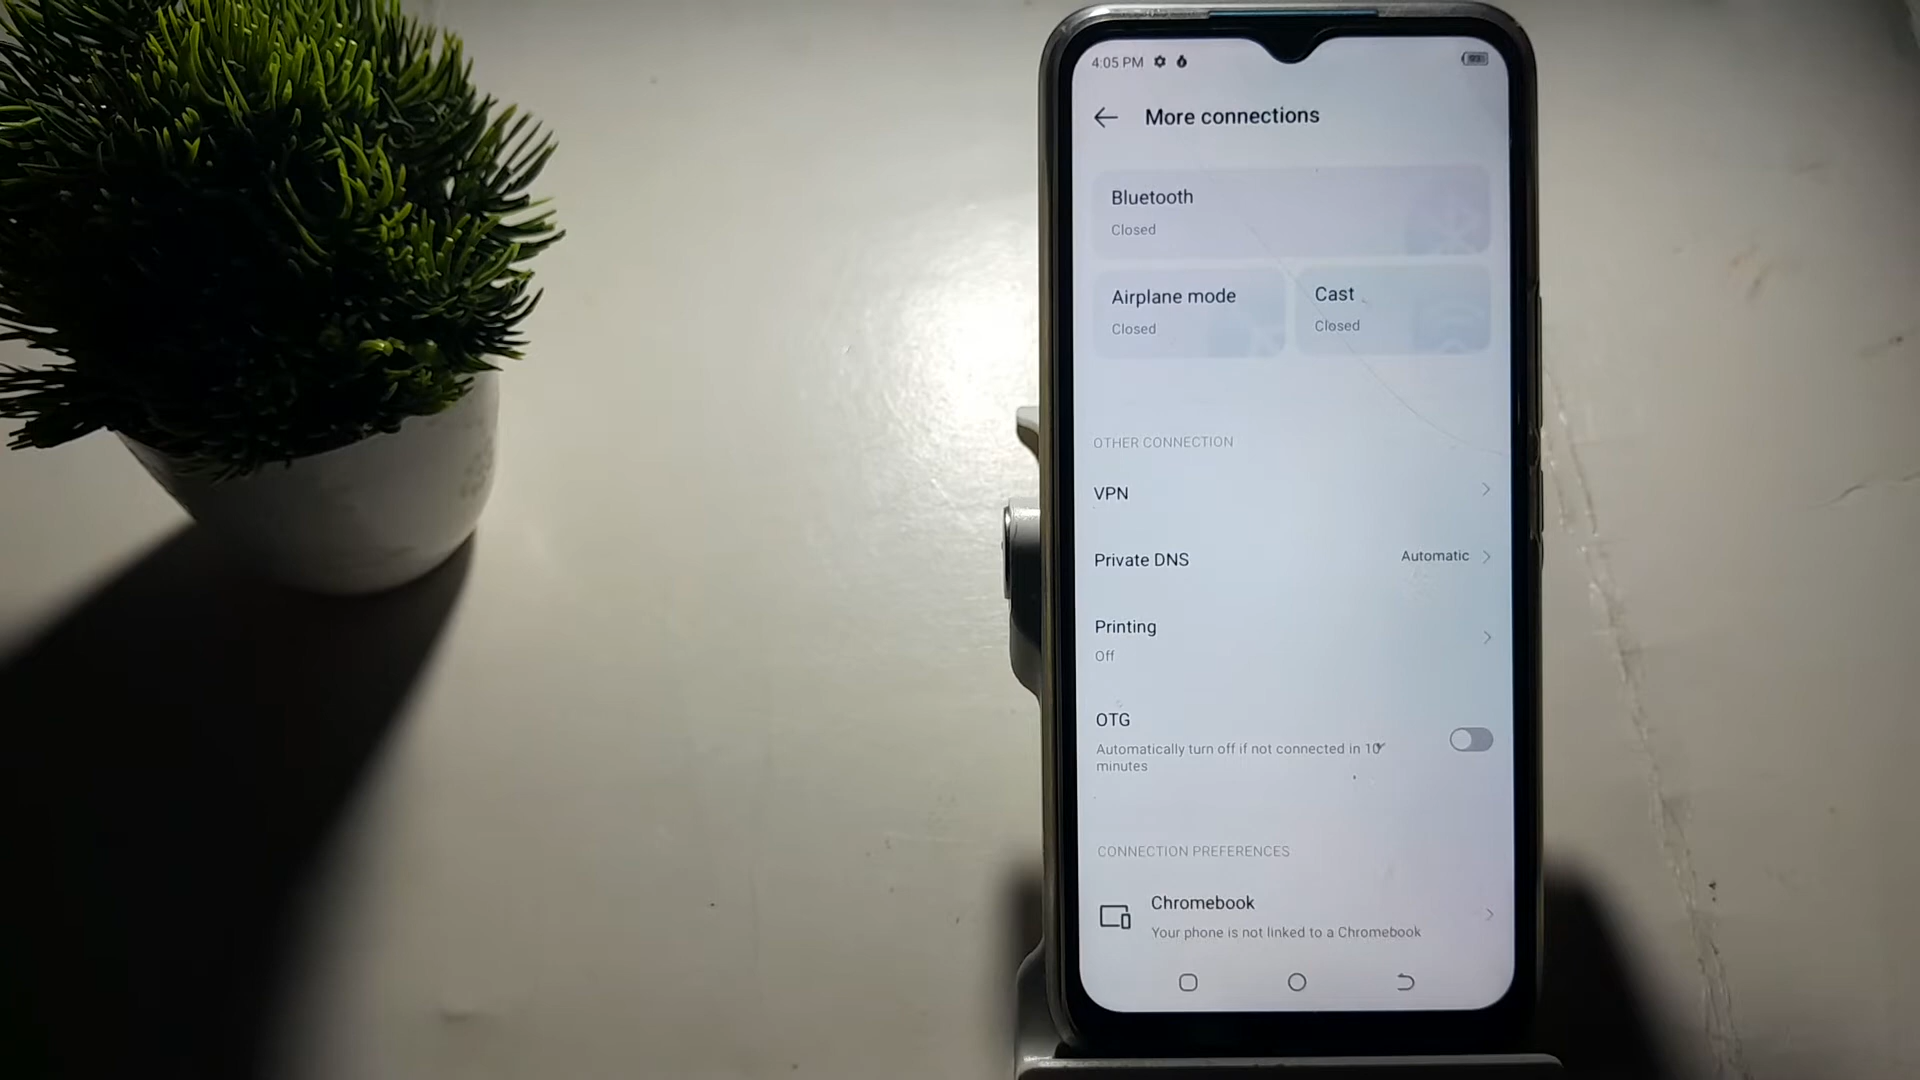 4:05 PM
More connections
Bluetooth
Closed
Airplane mode
Closed
Cast
Closed
OTHER CONNECTION
VPN
Private DNS
Automatic
Printing
Off
OTG
Automatically turn off if not connected in 10
minutes
CONNECTION PREFERENCES
Chromebook
Your phone is not linked to a Chromebook